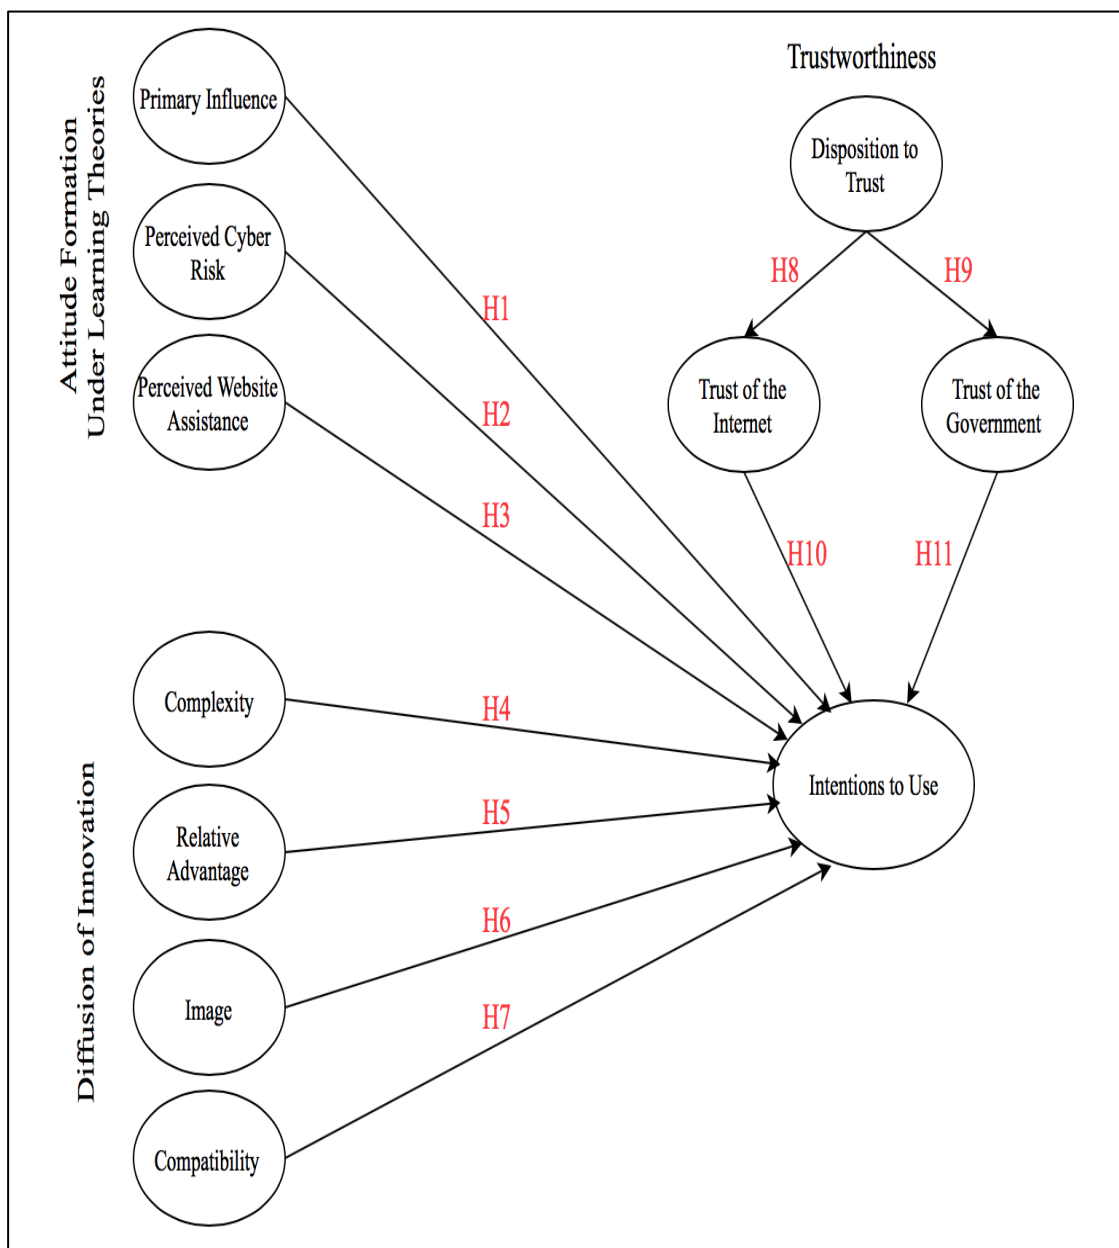 Attitude Formation
Under Learning Theories
Primary Influence
Perceived Cyber
Risk
Perceived Website
Assistance
H1
H2
H3
Trustworthiness
Disposition to
Trust
H8
H9
Trust of the
Internet
Trust of the
Government
H10
H11
Diffusion of Innovation
Complexity
Relative
Advantage
Image
Compatibility
H4
H5
H6
H7
Intentions to Use